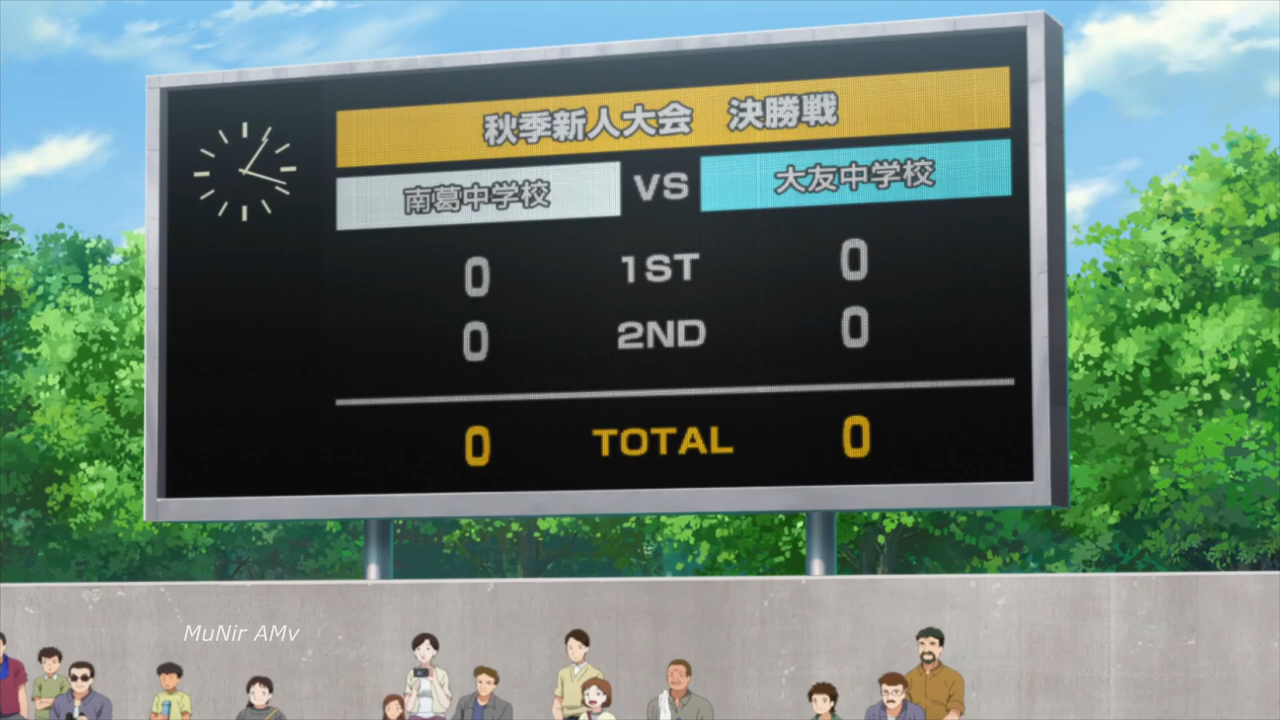 秋季新人大会 決勝戦
南葛中学校 VS 大友中学校
0 1ST 0
0 2ND 0
0 TOTAL 0
MuNir AMv